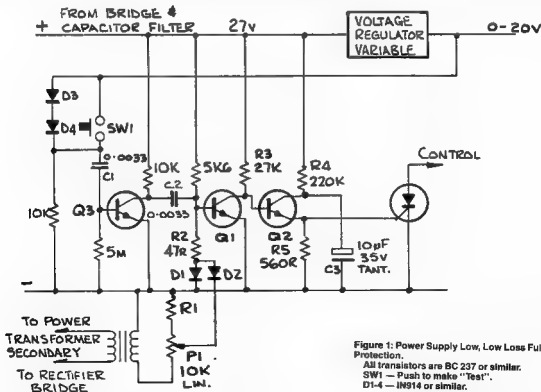 FROM BRIDGE &
CAPACITOR FILTER
+
27V
VOLTAGE
REGULATOR
VARIABLE
0-20V
D3
D4
SW1
0.0033
C1
10K
C2
0.0033
5K6
R3
27K
R4
220K
CONTROL
Q3
Q1
Q2
10K
5M
R2
47R
D1
D2
R5
560R
10µF
35V
TANT.
C3
-
R1
P1
10K
LIN.
TO POWER
TRANSFORMER
SECONDARY
TO RECTIFIER
BRIDGE
Figure 1: Power Supply Low, Low Loss Ful
Protection.
All transistors are BC 237 or similar.
SW1 — Push to make "Test".
D1-4 — IN914 or similar.